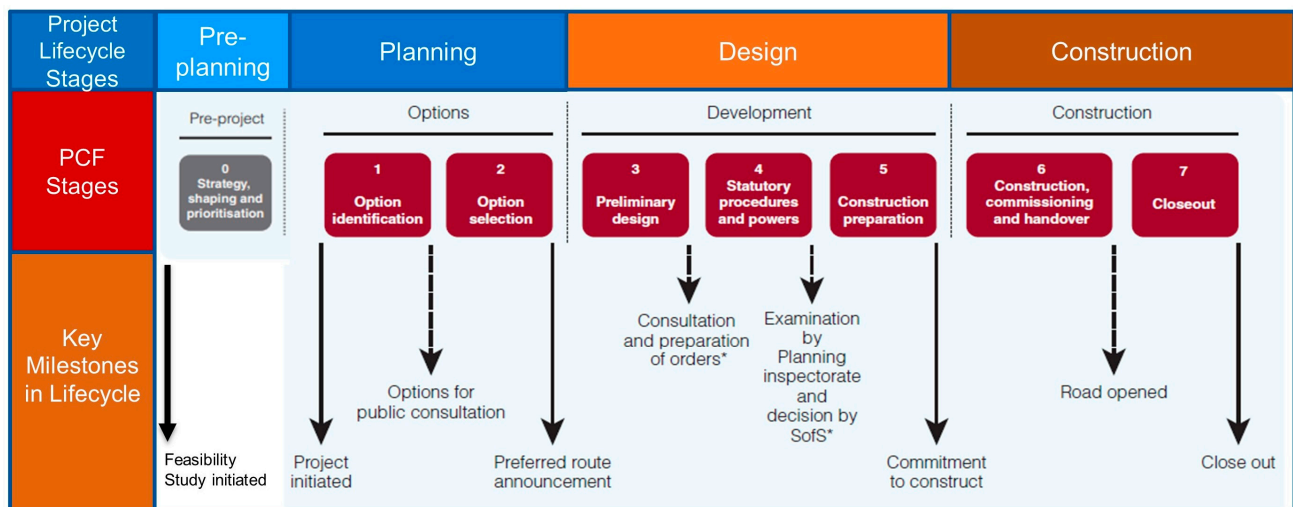 Project
Lifecycle
Stages
Pre-
planning
Planning
Design
Construction
PCF
Stages
Pre-project
Options
Development
Construction
0
Strategy,
shaping and
prioritisation
1
Option
identification
2
Option
selection
3
Preliminary
design
4
Statutory
procedures
and powers
5
Construction
preparation
6
Construction,
commissioning
and handover
7
Closeout
Key
Milestones
in Lifecycle
Feasibility
Study initiated
Project
initiated
Options for
public consultation
Preferred route
announcement
Consultation
and preparation
of orders*
Examination
by
Planning
inspectorate
and
decision by
SofS*
Commitment
to construct
Road opened
Close out